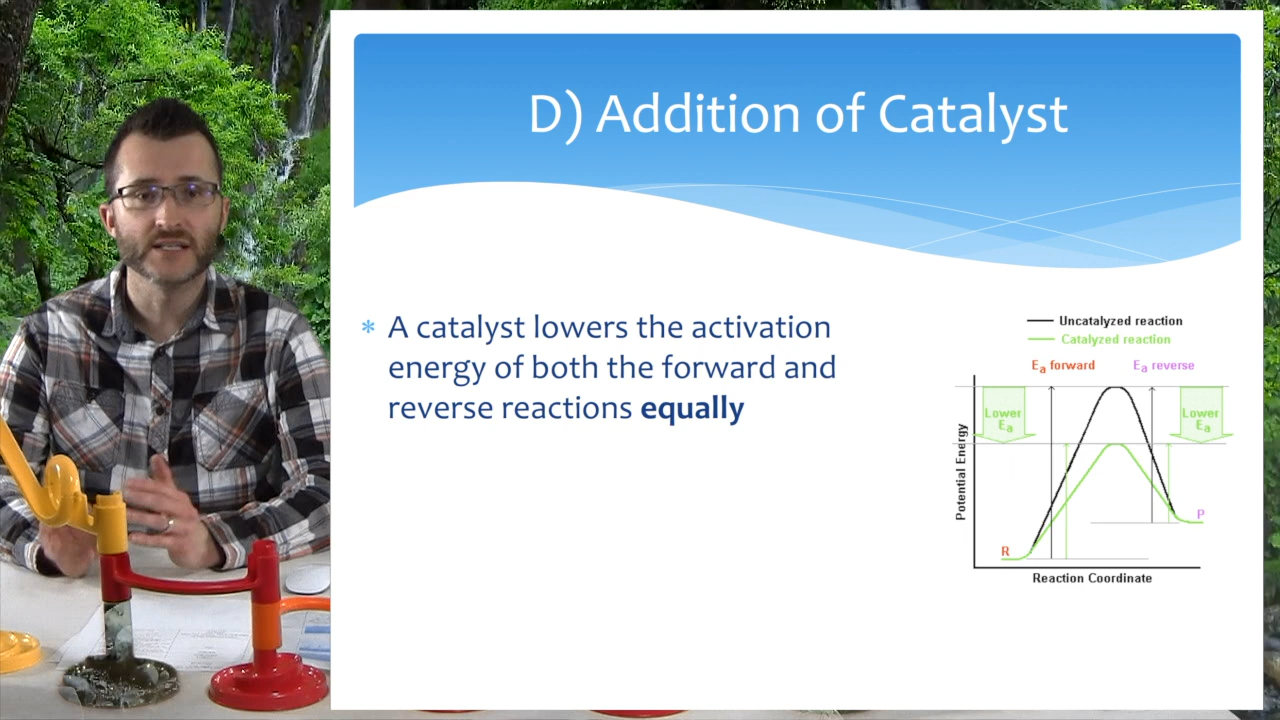 D) Addition of Catalyst
* A catalyst lowers the activation
energy of both the forward and
reverse reactions equally
Uncatalyzed reaction
Catalyzed reaction
Ea forward
Ea reverse
Lower
Ea
Lower
Ea
Potential Energy
P
R
Reaction Coordinate